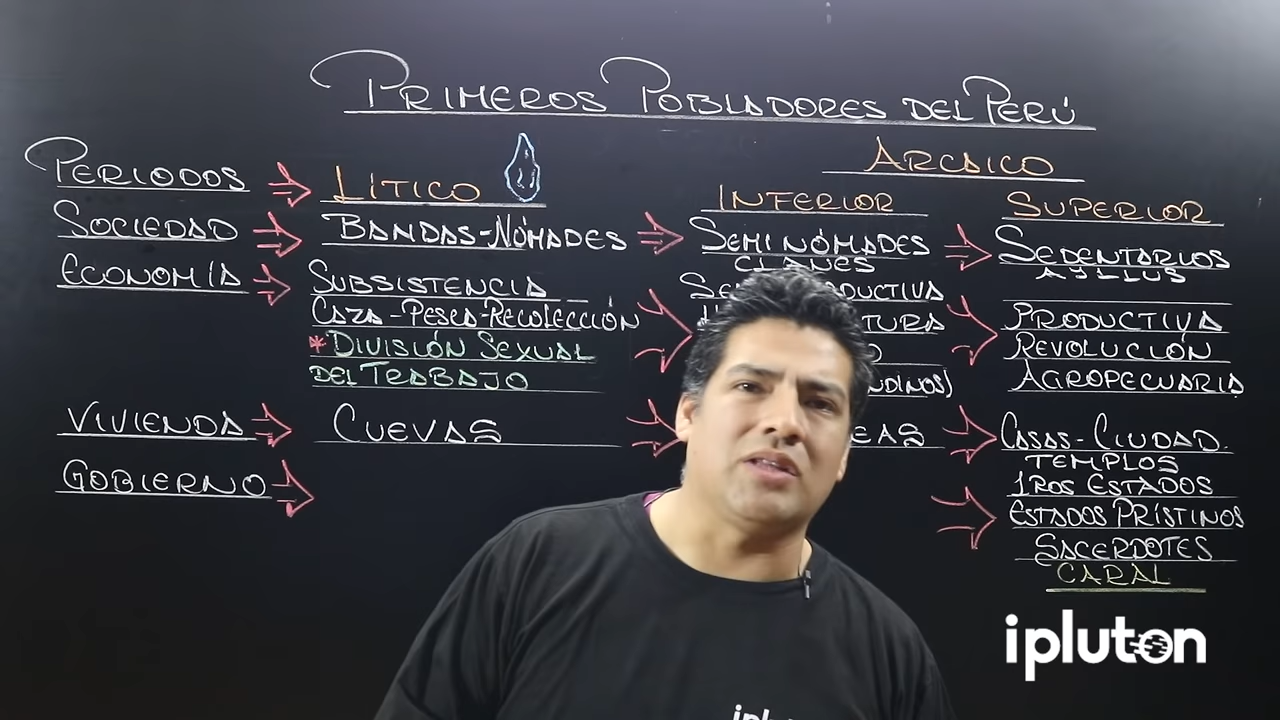 PRIMEROS POBLADORES DEL PERÚ
PERIODOS LÍTICO ARCAICO
INFERIOR SUPERIOR
SOCIEDAD BANDAS-NÓMADES SEMINÓMADES SEDENTARIOS
CLANES AYLLUS
ECONOMÍA SUBSISTENCIA
CAZA-PESCA-RECOLECCIÓN PRODUCTIVA
* DIVISIÓN SEXUAL REVOLUCIÓN
DEL TRABAJO AGROPECUARIA
VIVIENDA CUEVAS CASAS-CIUDAD.
TEMPLOS
GOBIERNO 1ROS ESTADOS
ESTADOS PRÍSTINOS
SACERDOTES
CARAL
ipluton